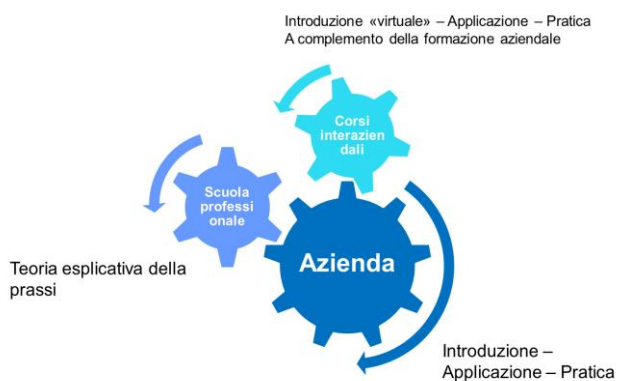 Introduzione «virtuale» – Applicazione – Pratica
A complemento della formazione aziendale
Corsi
interazien
dali
Scuola
professi
onale
Azienda
Teoria esplicativa della
prassi
Introduzione –
Applicazione – Pratica